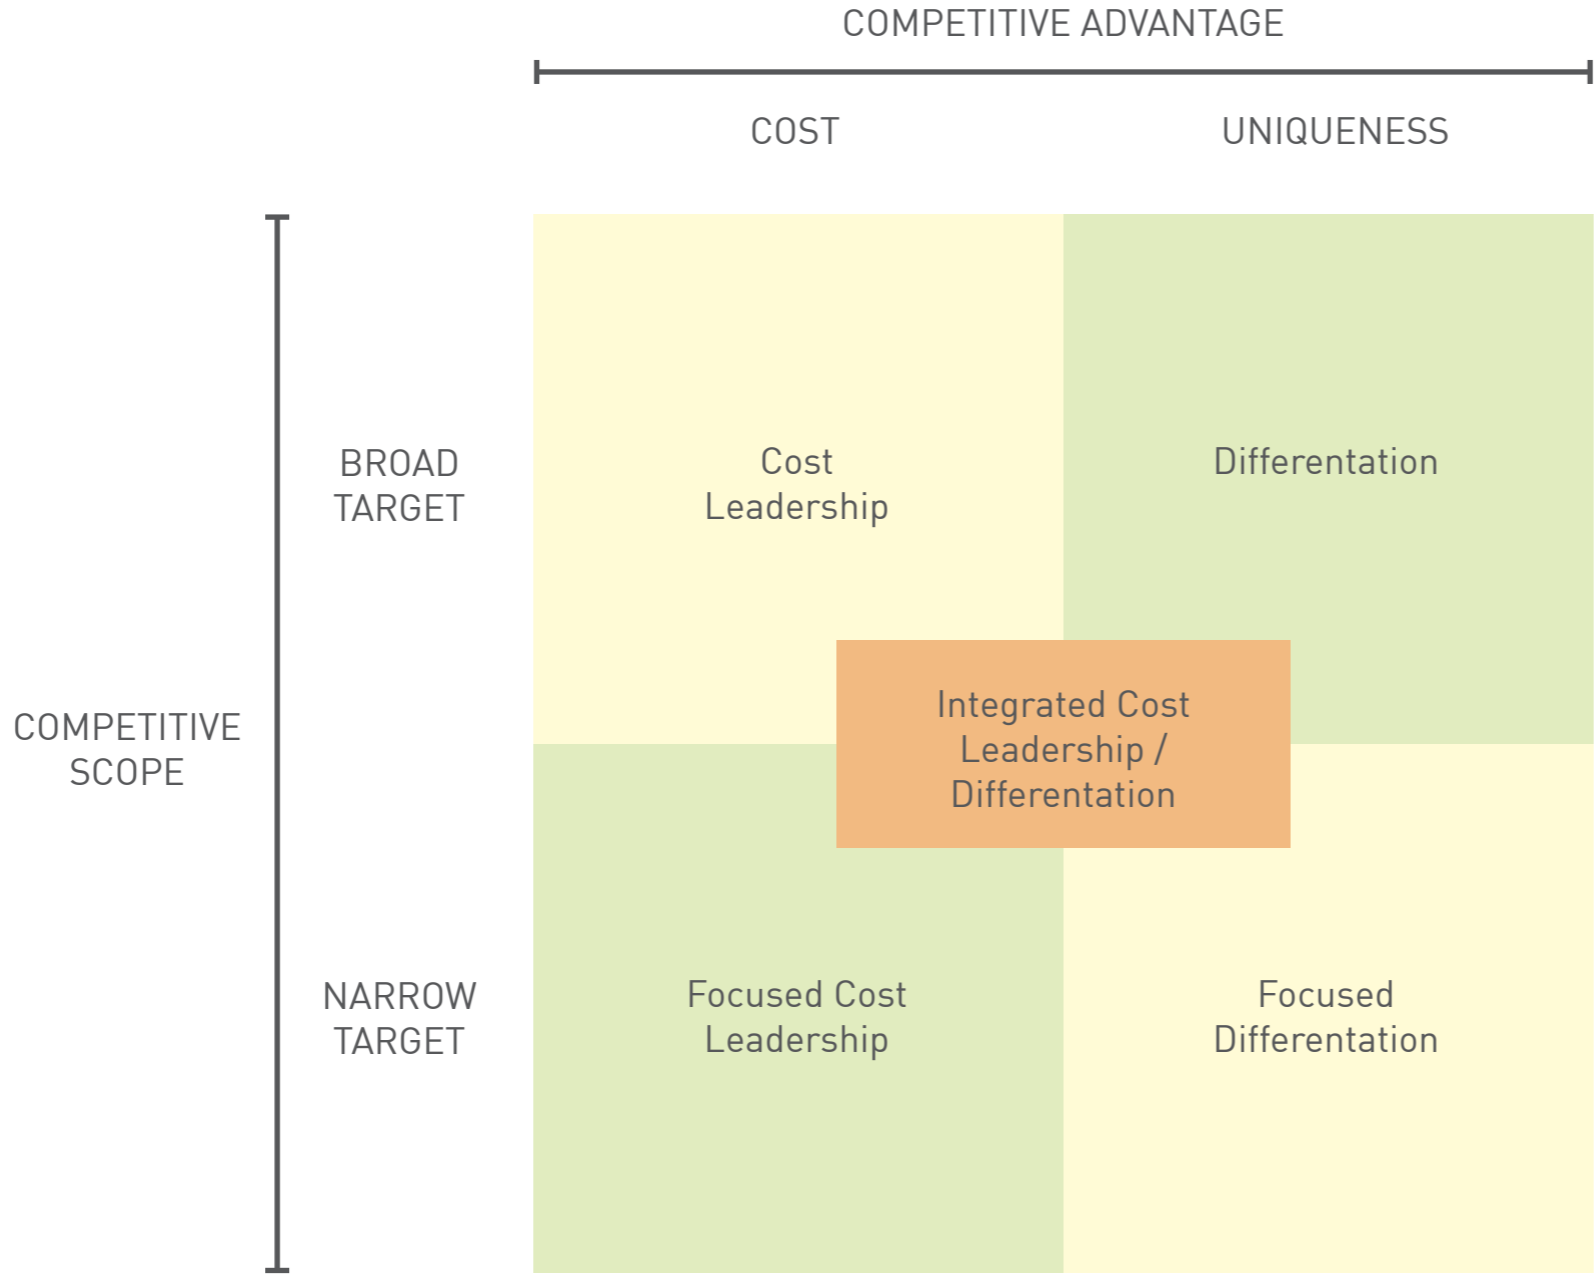 COMPETITIVE ADVANTAGE
COST
UNIQUENESS
BROAD
TARGET
Cost
Leadership
Differentation
COMPETITIVE
SCOPE
Integrated Cost
Leadership /
Differentation
NARROW
TARGET
Focused Cost
Leadership
Focused
Differentation